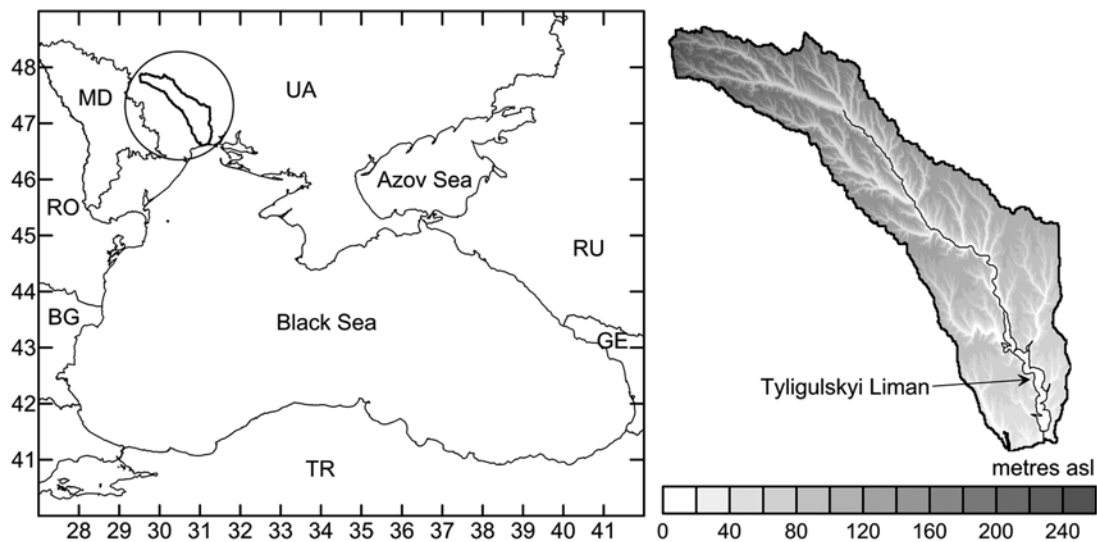 48
47
46
45
44
43
42
41
MD
UA
Azov Sea
RO
RU
BG
Black Sea
GE
TR
28 29 30 31 32 33 34 35 36 37 38 39 40 41
Tyligulskyi Liman
metres asl
0 40 80 120 160 200 240